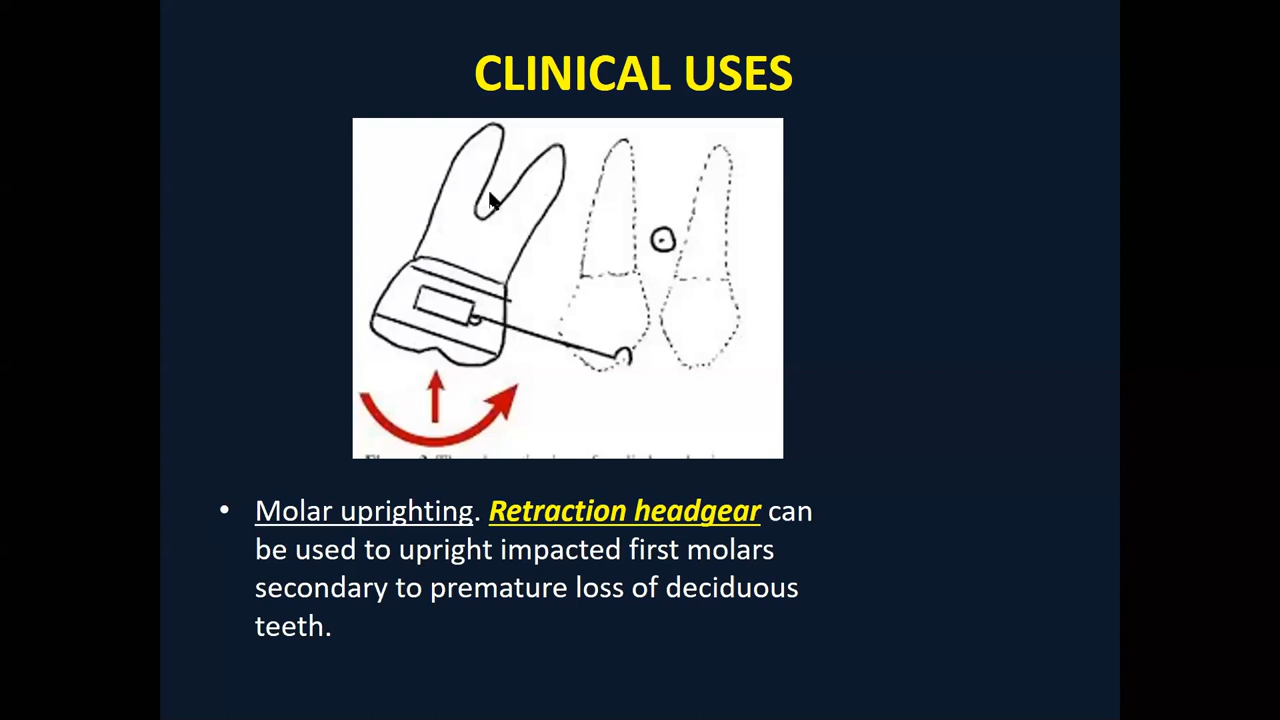 CLINICAL USES
• Molar uprighting. Retraction headgear can
be used to upright impacted first molars
secondary to premature loss of deciduous
teeth.